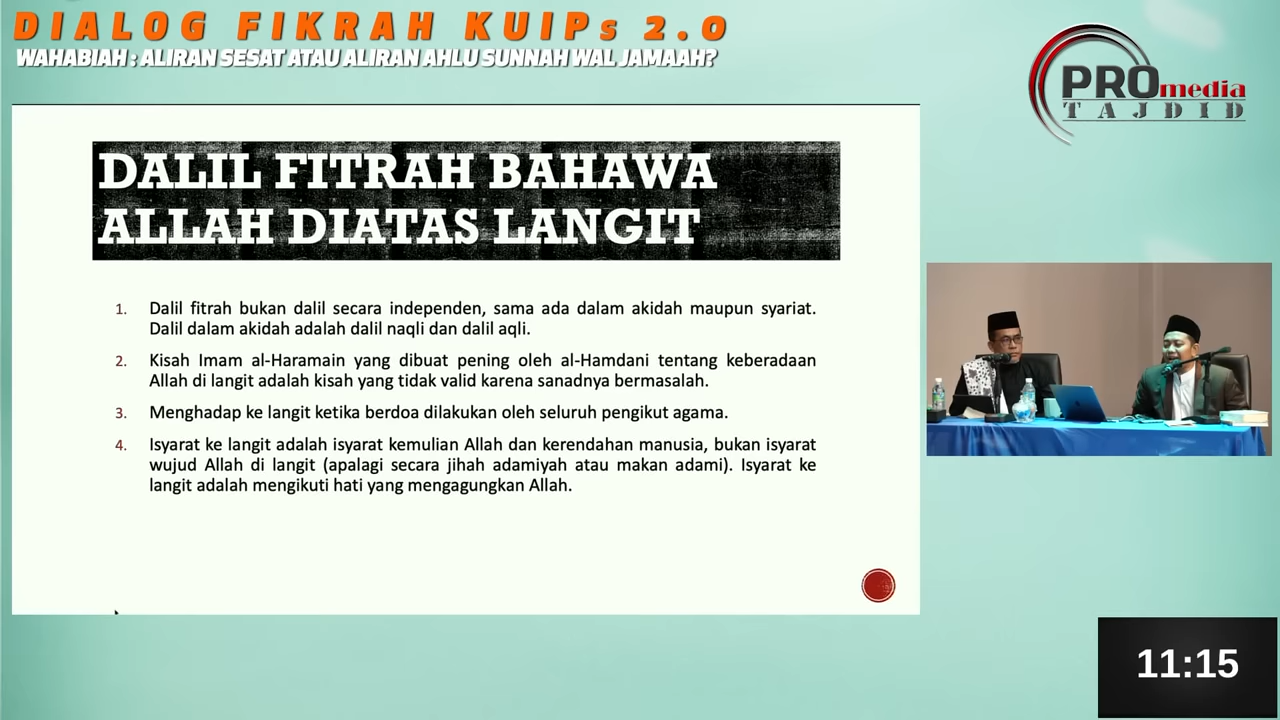 DIALOG FIKRAH KUIPs 2.0
WAHABIAH : ALIRAN SESAT ATAU ALIRAN AHLU SUNNAH WAL JAMAAH?
PROmedia
TAJDID
DALIL FITRAH BAHAWA
ALLAH DIATAS LANGIT
1. Dalil fitrah bukan dalil secara independen, sama ada dalam akidah maupun syariat.
Dalil dalam akidah adalah dalil naqli dan dalil aqli.
2. Kisah Imam al-Haramain yang dibuat pening oleh al-Hamdani tentang keberadaan
Allah di langit adalah kisah yang tidak valid karena sanadnya bermasalah.
3. Menghadap ke langit ketika berdoa dilakukan oleh seluruh pengikut agama.
4. Isyarat ke langit adalah isyarat kemulian Allah dan kerendahan manusia, bukan isyarat
wujud Allah di langit (apalagi secara jihah adamiyah atau makan adami). Isyarat ke
langit adalah mengikuti hati yang mengagungkan Allah.
11:15